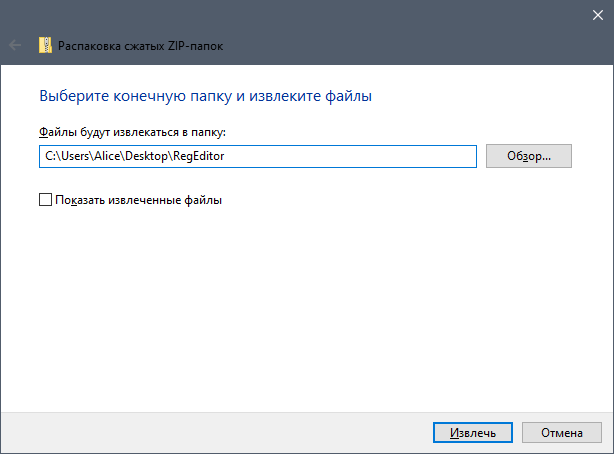 Распаковка сжатых ZIP-папок
Выберите конечную папку и извлеките файлы
Файлы будут извлекаться в папку:
C:\Users\Alice\Desktop\RegEditor
Обзор...
Показать извлеченные файлы
Извлечь
Отмена